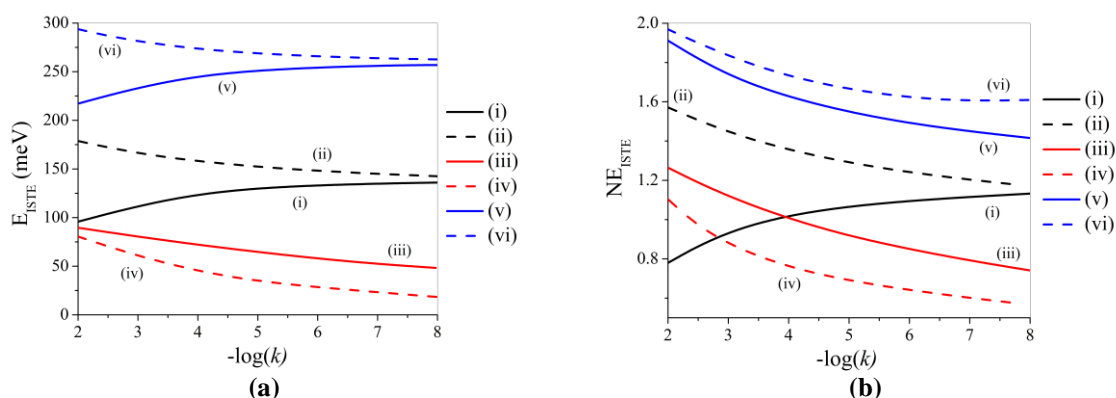 300
250
200
150
100
50
0
E_ISTE (meV)
2 3 4 5 6 7 8
-log(k)
(vi)
(v)
(ii)
(i)
(iii)
(iv)
(i)
(ii)
(iii)
(iv)
(v)
(vi)
(a)
2.0
1.6
1.2
0.8
NE_ISTE
2 3 4 5 6 7 8
-log(k)
(ii)
(vi)
(v)
(i)
(iii)
(iv)
(i)
(ii)
(iii)
(iv)
(v)
(vi)
(b)